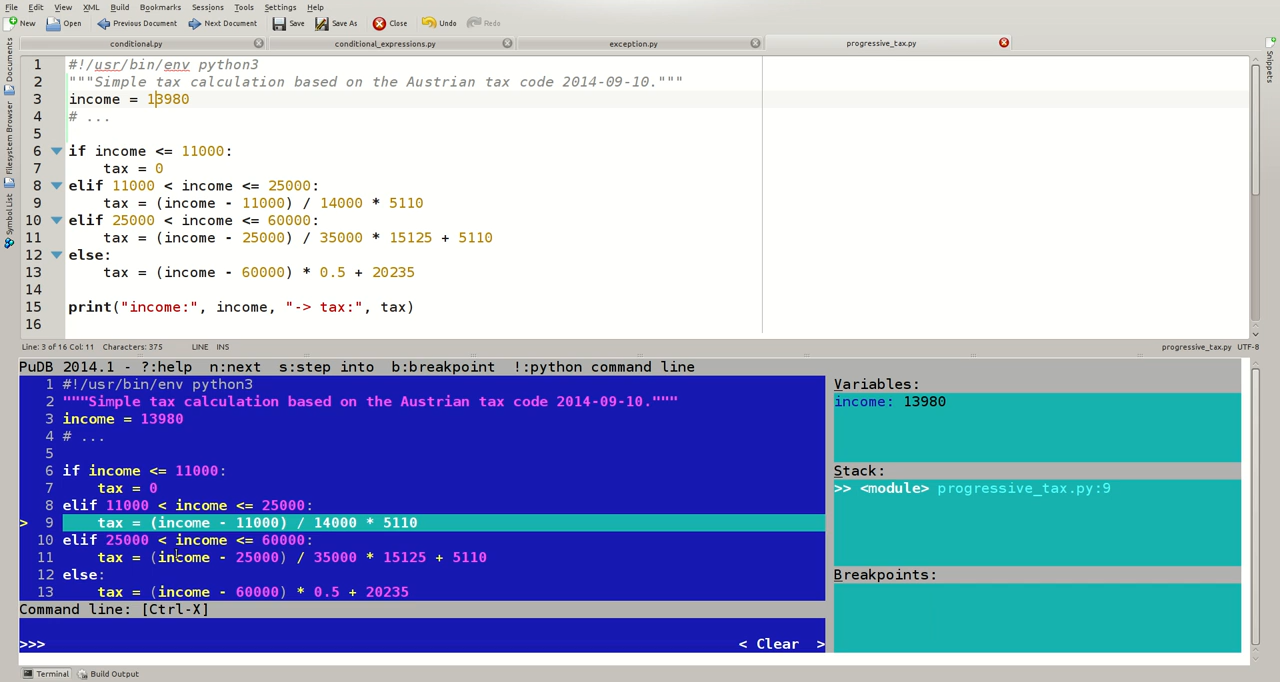 File Edit View XML Build Bookmarks Sessions Tools Settings Help
New Open Previous Document Next Document Save Save As Close Undo Redo
conditional.py conditional_expressions.py exception.py progressive_tax.py
Documents
Filesystem Browser
Symbol List
Snippets
1 #!/usr/bin/env python3
2 """Simple tax calculation based on the Austrian tax code 2014-09-10."""
3 income = 13980
4 # ...
5
6 if income <= 11000:
7     tax = 0
8 elif 11000 < income <= 25000:
9     tax = (income - 11000) / 14000 * 5110
10 elif 25000 < income <= 60000:
11     tax = (income - 25000) / 35000 * 15125 + 5110
12 else:
13     tax = (income - 60000) * 0.5 + 20235
14
15 print("income:", income, "-> tax:", tax)
16
Line: 3 of 16 Col: 11 Characters: 375 LINE INS progressive_tax.py UTF-8
PuDB 2014.1 - ?:help n:next s:step into b:breakpoint !:python command line
1 #!/usr/bin/env python3
2 """Simple tax calculation based on the Austrian tax code 2014-09-10."""
3 income = 13980
4 # ...
5
6 if income <= 11000:
7     tax = 0
8 elif 11000 < income <= 25000:
> 9     tax = (income - 11000) / 14000 * 5110
10 elif 25000 < income <= 60000:
11     tax = (income - 25000) / 35000 * 15125 + 5110
12 else:
13     tax = (income - 60000) * 0.5 + 20235
Command line: [Ctrl-X]
>>> < Clear >
Variables:
income: 13980
Stack:
>> <module> progressive_tax.py:9
Breakpoints:
Terminal Build Output